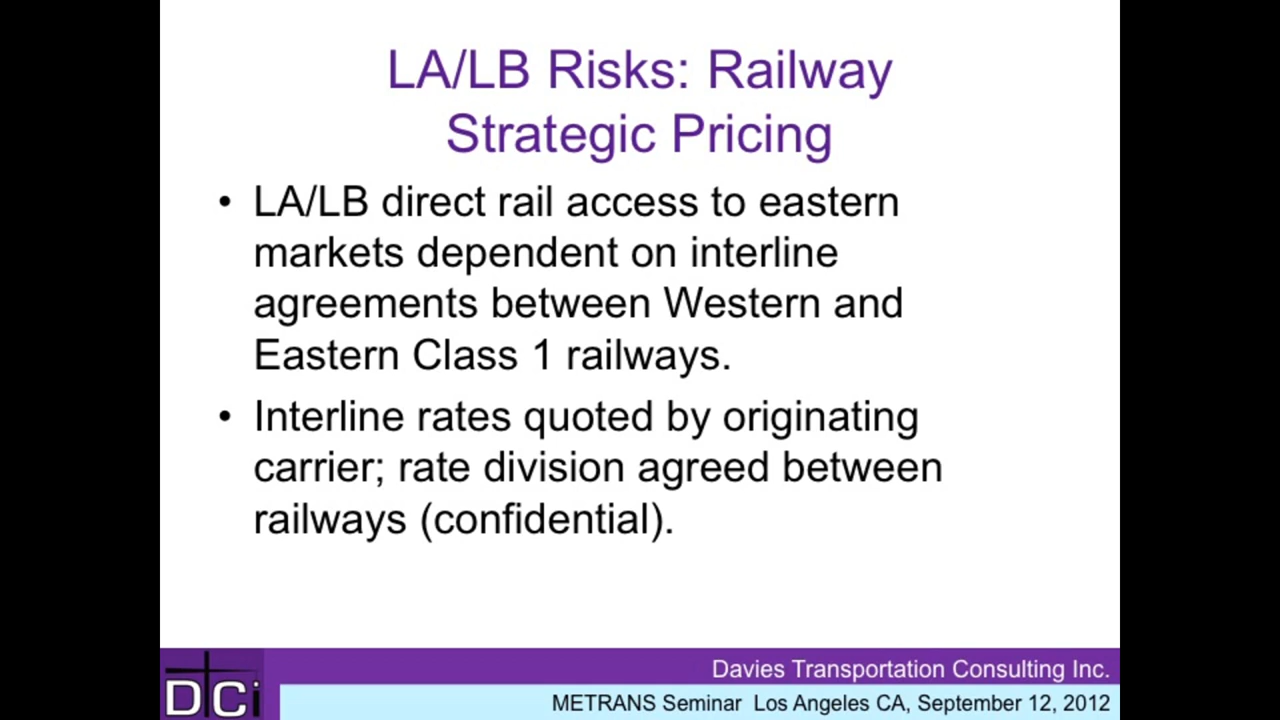 LA/LB Risks: Railway
Strategic Pricing
• LA/LB direct rail access to eastern
markets dependent on interline
agreements between Western and
Eastern Class 1 railways.
• Interline rates quoted by originating
carrier; rate division agreed between
railways (confidential).
DTCi
Davies Transportation Consulting Inc.
METRANS Seminar Los Angeles CA, September 12, 2012